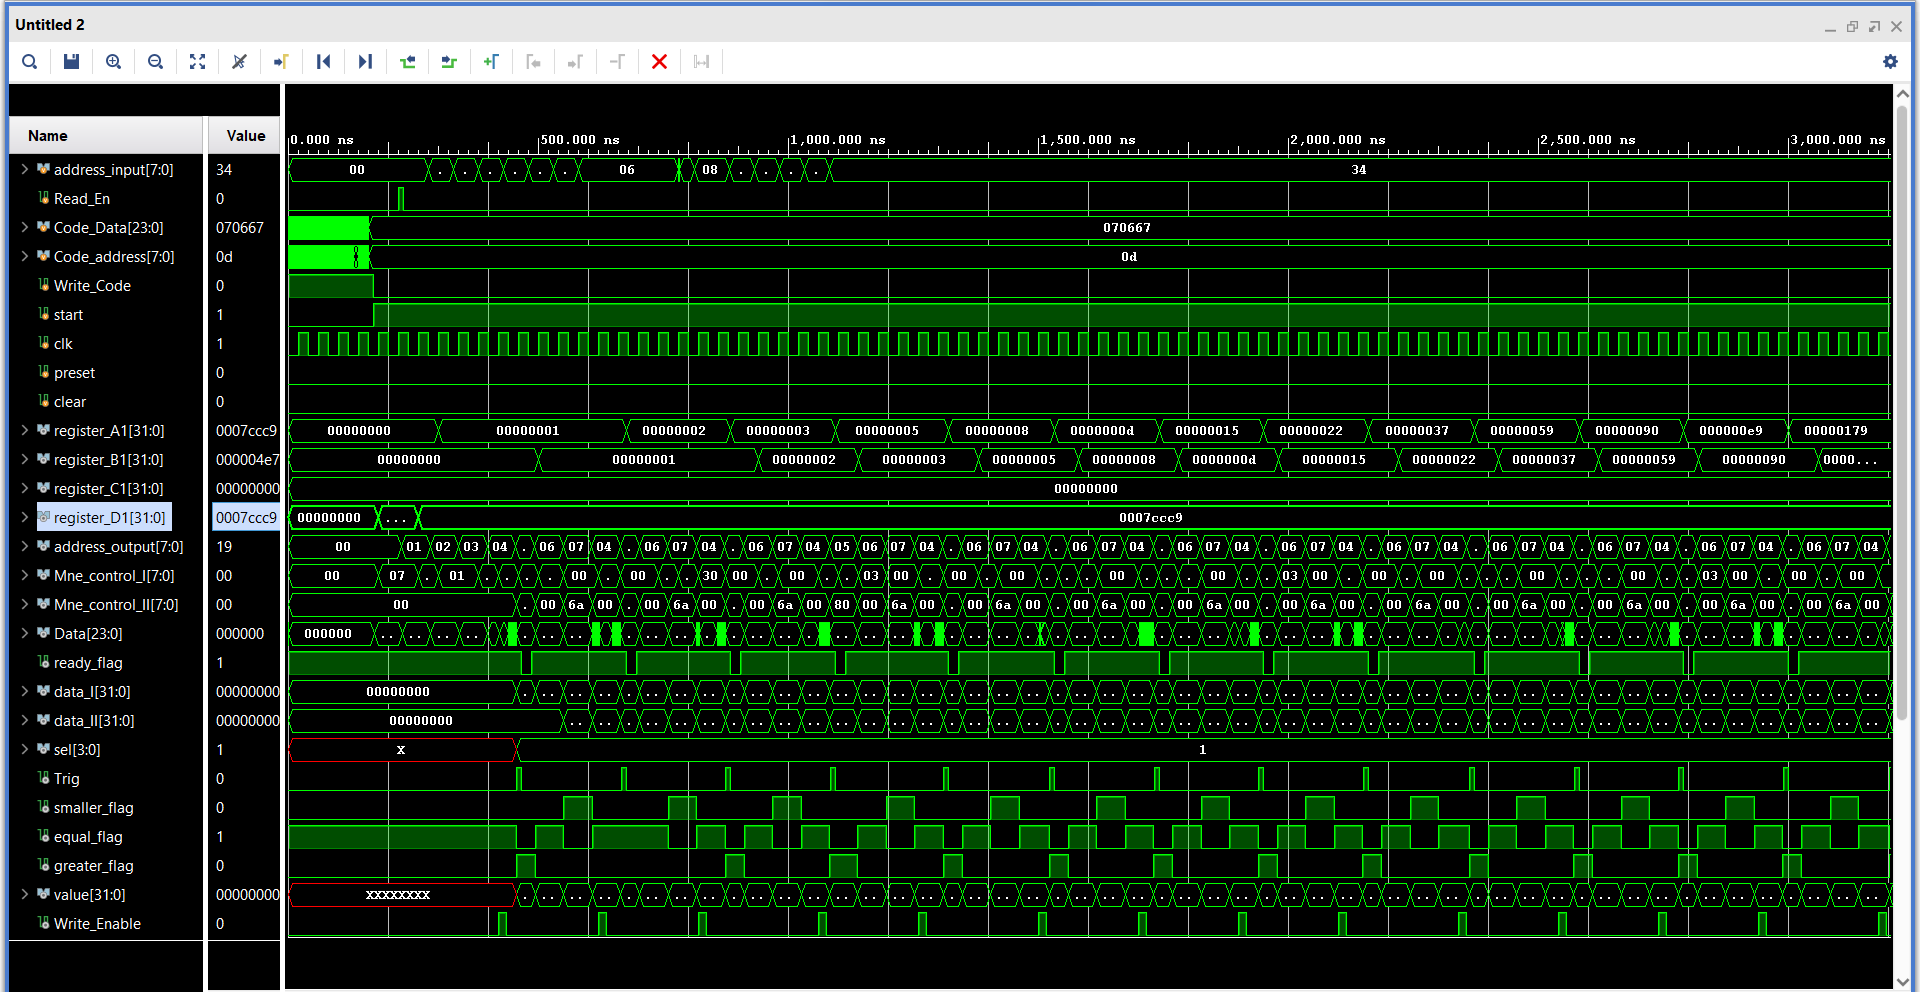 Untitled 2
Name Value
0.000 ns 500.000 ns 1,000.000 ns 1,500.000 ns 2,000.000 ns 2,500.000 ns 3,000.000 ns
address_input[7:0] 34 00 . . . . . . 06 08 . . . . 34
Read_En 0
Code_Data[23:0] 070667 070667
Code_address[7:0] 0d 0d
Write_Code 0
start 1
clk 1
preset 0
clear 0
register_A1[31:0] 0007ccc9 00000000 00000001 00000002 00000003 00000005 00000008 0000000d 00000015 00000022 00000037 00000059 00000090 000000e9 00000179
register_B1[31:0] 000004e7 00000000 00000001 00000002 00000003 00000005 00000008 0000000d 00000015 00000022 00000037 00000059 00000090 0000...
register_C1[31:0] 00000000 00000000
register_D1[31:0] 0007ccc9 00000000 ... 0007ccc9
address_output[7:0] 19 00 01 02 03 04 . 06 07 04 . 06 07 04 . 06 07 04 05 06 07 04 . 06 07 04 . 06 07 04 . 06 07 04 . 06 07 04 . 06 07 04 . 06 07 04 . 06 07 04 . 06 07 04
Mne_control_I[7:0] 00 00 07 . 01 . . . . 00 . 00 . . 30 00 . 00 . . 03 00 . 00 . 00 . . 00 . . 00 . . 03 00 . 00 . . 00 . . 00 . . 03 00 . 00 .
Mne_control_II[7:0] 00 00 . 00 6a 00 . 00 6a 00 . 00 6a 00 80 00 6a 00 . 00 6a 00 . 00 6a 00 . 00 6a 00 . 00 6a 00 . 00 6a 00 . 00 6a 00 . 00 6a 00 . 00 6a 00
Data[23:0] 000000 000000
ready_flag 1
data_I[31:0] 00000000 00000000
data_II[31:0] 00000000 00000000
sel[3:0] 1 X 1
Trig 0
smaller_flag 0
equal_flag 1
greater_flag 0
value[31:0] 00000000 XXXXXXXX
Write_Enable 0